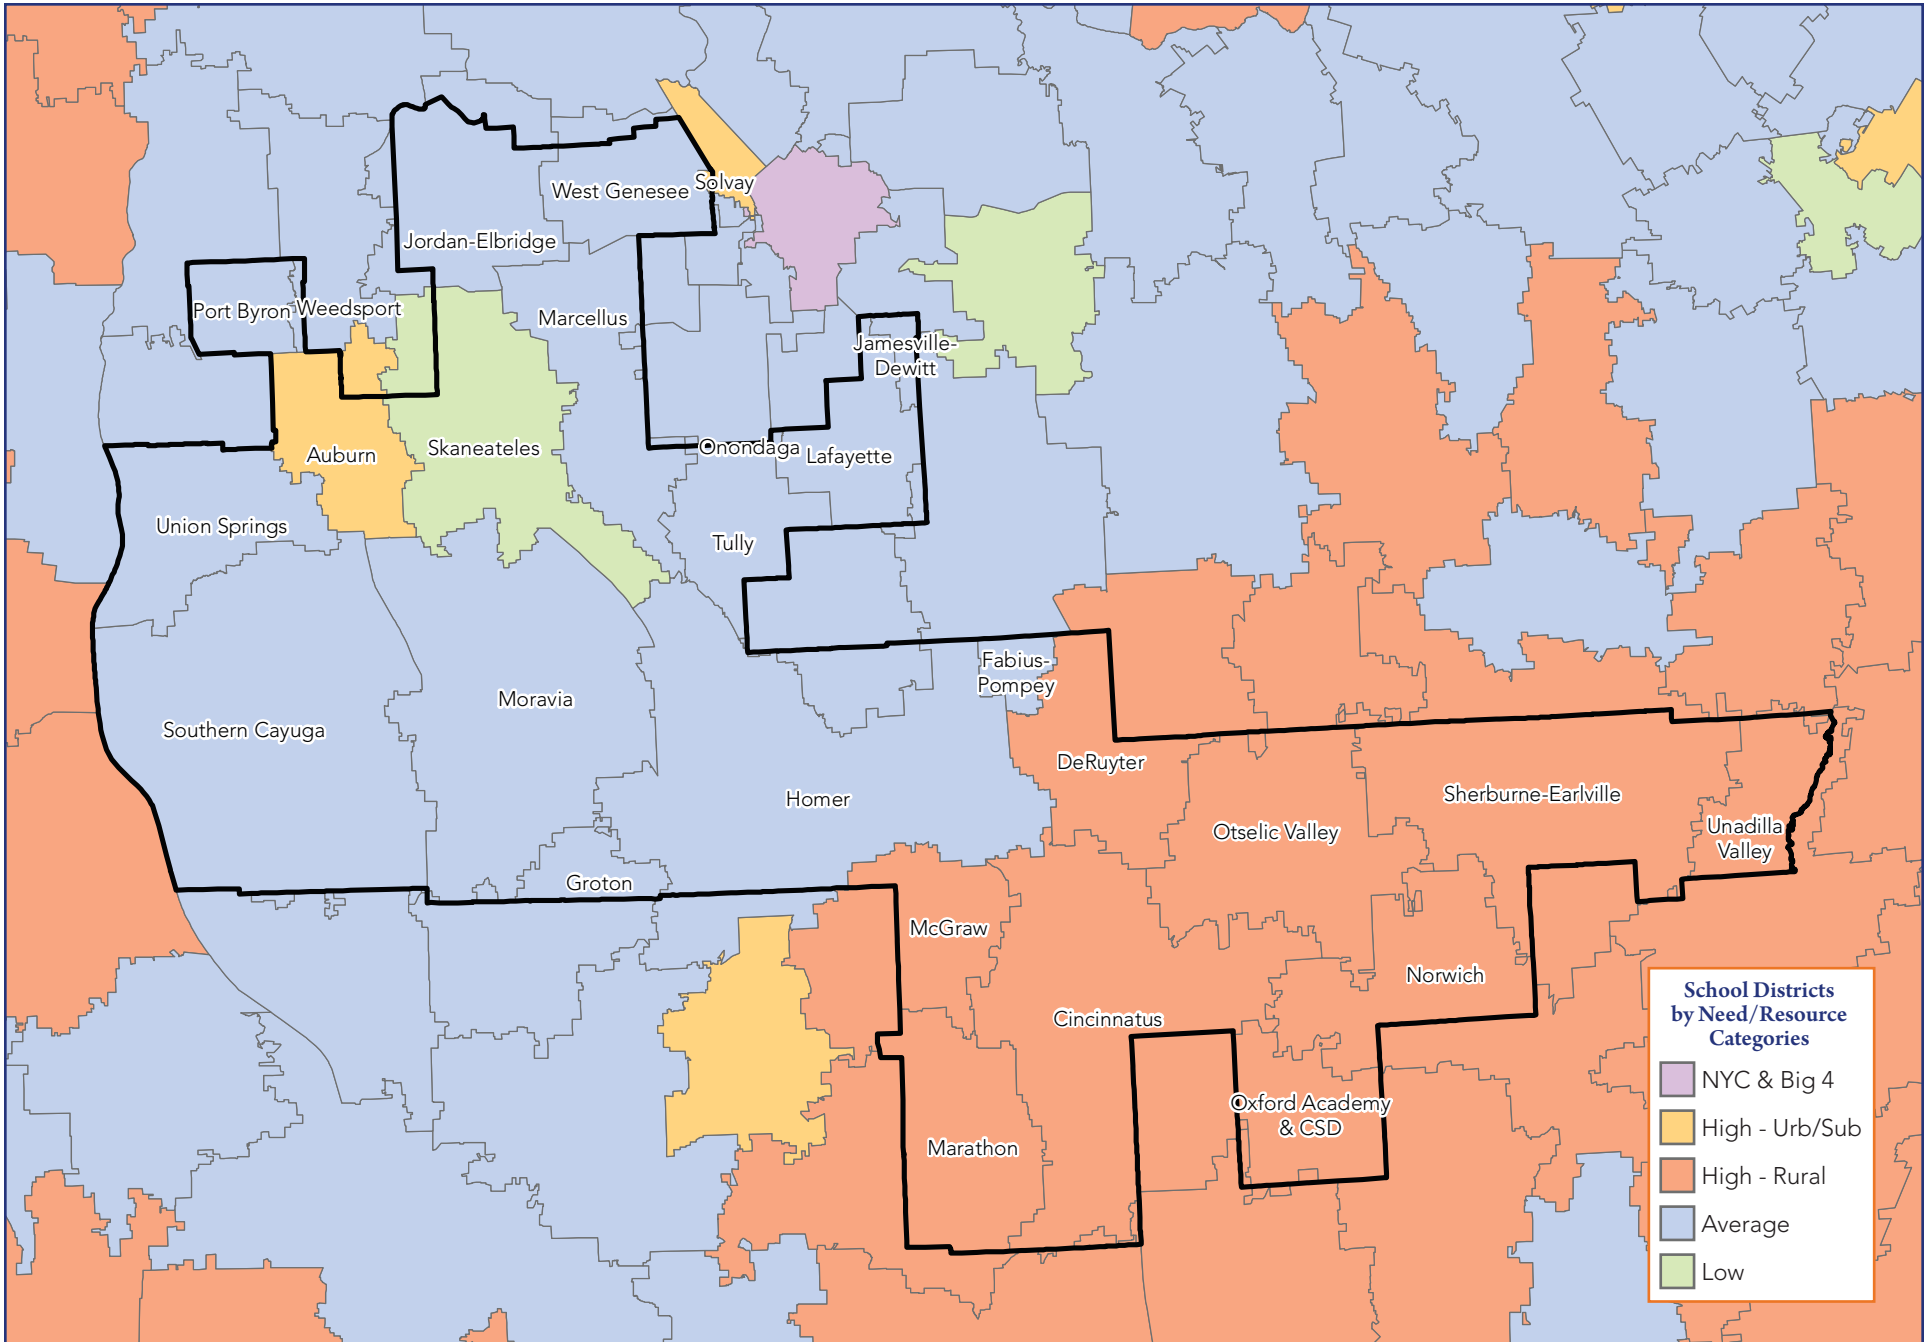 West Genesee
Solvay
Jordan-Elbridge
Port Byron
Weedsport
Marcellus
Jamesville-
Dewitt
Auburn
Skaneateles
Onondaga
Lafayette
Union Springs
Tully
Fabius-
Pompey
Moravia
Southern Cayuga
DeRuyter
Homer
Sherburne-Earlville
Otselic Valley
Unadilla
Valley
Groton
McGraw
Norwich
Cincinnatus
Oxford Academy
& CSD
Marathon
School Districts
by Need/Resource
Categories
NYC & Big 4
High - Urb/Sub
High - Rural
Average
Low